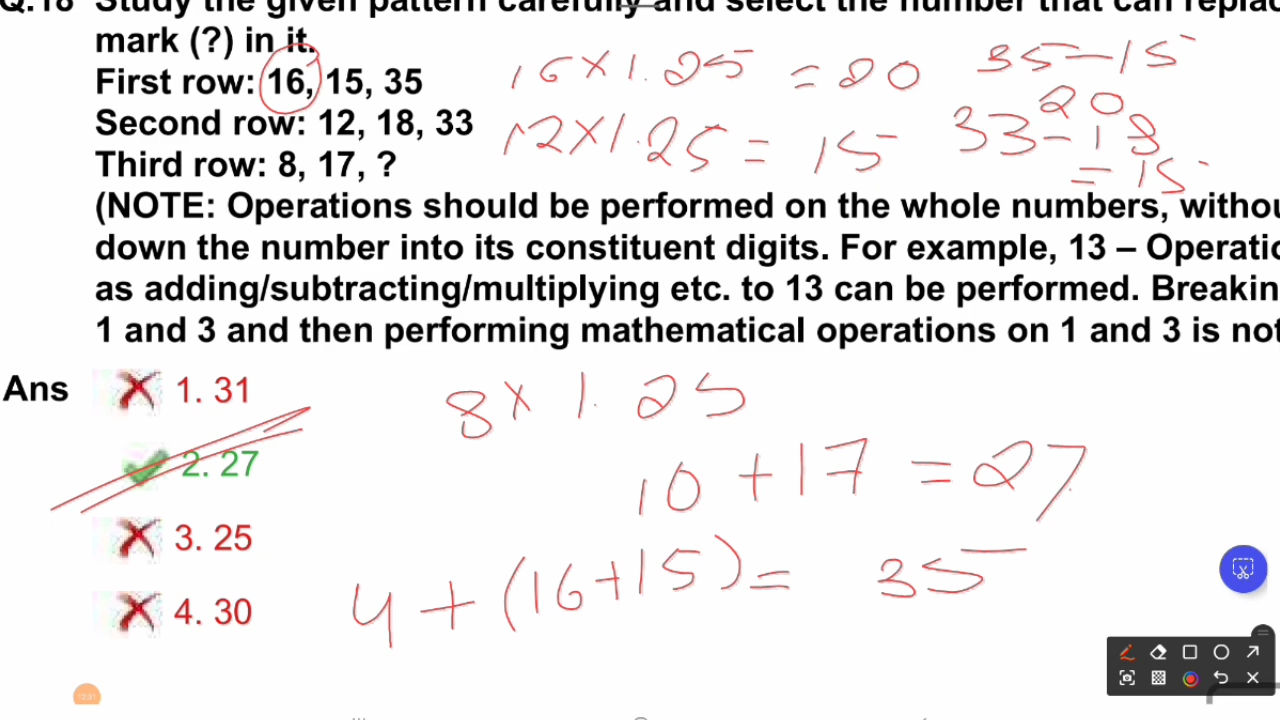 Q.18 Study the given pattern carefully and select the number that can replac
mark (?) in it.
First row: 16, 15, 35
Second row: 12, 18, 33
Third row: 8, 17, ?
(NOTE: Operations should be performed on the whole numbers, withou
down the number into its constituent digits. For example, 13 – Operatio
as adding/subtracting/multiplying etc. to 13 can be performed. Breakin
1 and 3 and then performing mathematical operations on 1 and 3 is not
16×1.25 = 20
35-15
20
12×1.25 = 15
33-18
= 15
Ans
1. 31
2. 27
3. 25
4. 30
8×1.25
10 + 17 = 27
4 + (16+15) = 35